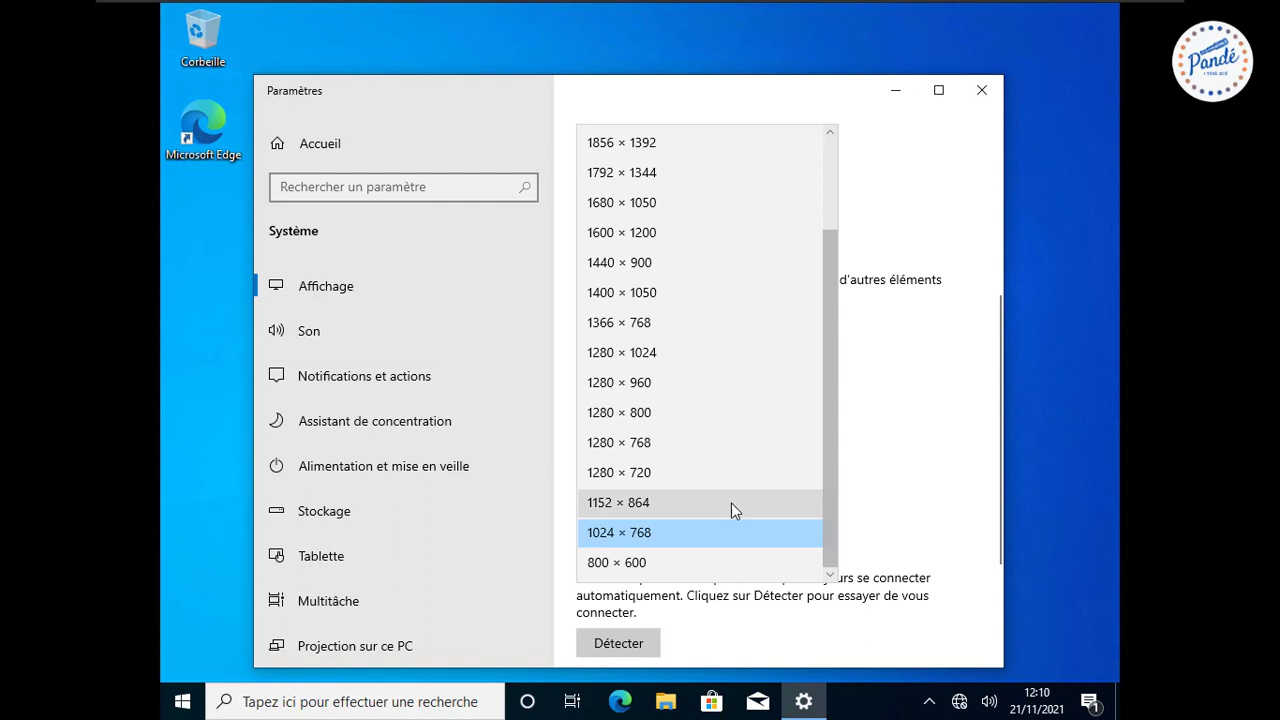 Corbeille
Microsoft Edge
Pandé
Paramètres
Accueil
Rechercher un paramètre
Système
Affichage
Son
Notifications et actions
Assistant de concentration
Alimentation et mise en veille
Stockage
Tablette
Multitâche
Projection sur ce PC
1856 × 1392
1792 × 1344
1680 × 1050
1600 × 1200
1440 × 900
1400 × 1050
1366 × 768
1280 × 1024
1280 × 960
1280 × 800
1280 × 768
1280 × 720
1152 × 864
1024 × 768
800 × 600
d'autres éléments
se connecter
automatiquement. Cliquez sur Détecter pour essayer de vous
connecter.
Détecter
Tapez ici pour effectuer une recherche
12:10
21/11/2021
1